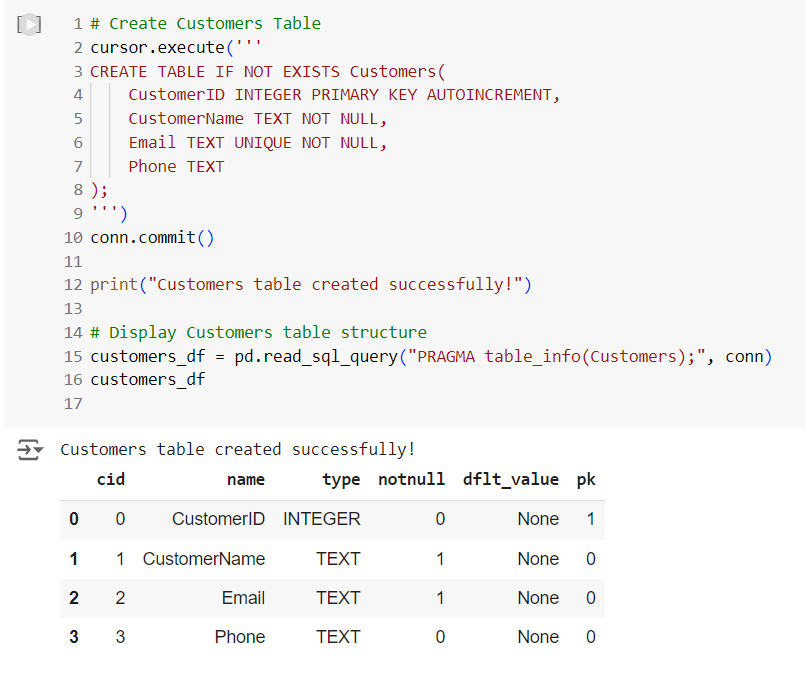 1 # Create Customers Table
2 cursor.execute('''
3 CREATE TABLE IF NOT EXISTS Customers(
4     CustomerID INTEGER PRIMARY KEY AUTOINCREMENT,
5     CustomerName TEXT NOT NULL,
6     Email TEXT UNIQUE NOT NULL,
7     Phone TEXT
8 );
9 ''')
10 conn.commit()
11
12 print("Customers table created successfully!")
13
14 # Display Customers table structure
15 customers_df = pd.read_sql_query("PRAGMA table_info(Customers);", conn)
16 customers_df
17
Customers table created successfully!
cid name type notnull dflt_value pk
0 0 CustomerID INTEGER 0 None 1
1 1 CustomerName TEXT 1 None 0
2 2 Email TEXT 1 None 0
3 3 Phone TEXT 0 None 0